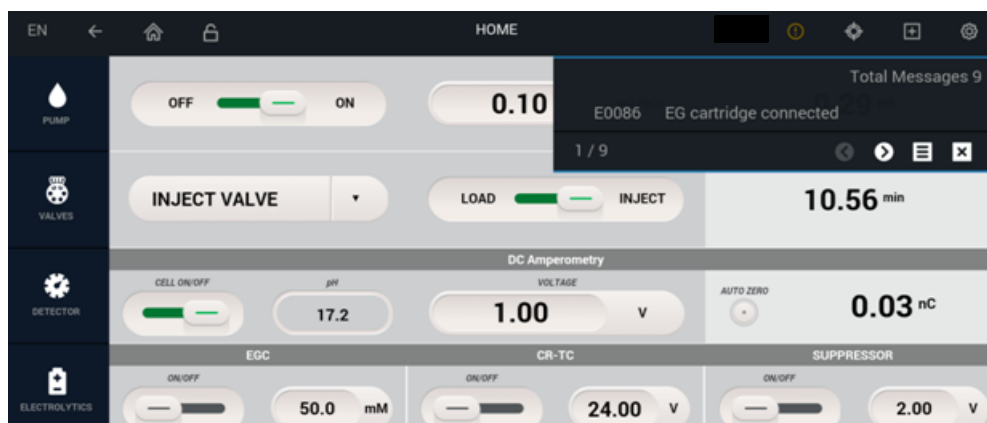 EN HOME
Total Messages 9
PUMP OFF ON 0.10 E0086 EG cartridge connected
1 / 9
VALVES INJECT VALVE LOAD INJECT 10.56 min
DC Amperometry
CELL ON/OFF pH VOLTAGE AUTO ZERO
DETECTOR 17.2 1.00 V 0.03 nC
EGC CR-TC SUPPRESSOR
ON/OFF ON/OFF ON/OFF
ELECTROLYTICS 50.0 mM 24.00 V 2.00 V